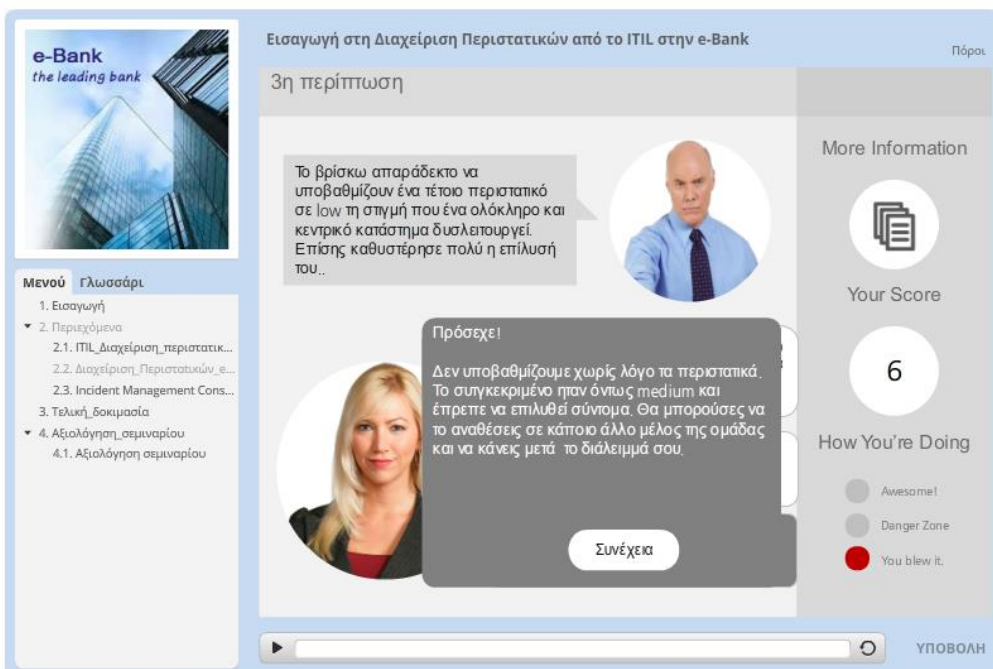 e-Bank
the leading bank
Μενού Γλωσσάρι
1. Εισαγωγή
2. Περιεχόμενα
2.1. ITIL_Διαχείριση_περιστατικ...
2.2. Διαχείριση_Περιστατικών_e...
2.3. Incident Management Cons...
3. Τελική_δοκιμασία
4. Αξιολόγηση_σεμιναρίου
4.1. Αξιολόγηση σεμιναρίου
Εισαγωγή στη Διαχείριση Περιστατικών από το ITIL στην e-Bank
Πόροι
3η περίπτωση
Το βρίσκω απαράδεκτο να
υποβαθμίζουν ένα τέτοιο περιστατικό
σε low τη στιγμή που ένα ολόκληρο και
κεντρικό κατάστημα δυσλειτουργεί.
Επίσης καθυστέρησε πολύ η επίλυσή
του..
Πρόσεχε!
Δεν υποβαθμίζουμε χωρίς λόγο τα περιστατικά.
Το συγκεκριμένο ηταν όντως medium και
έπρεπε να επιλυθεί σύντομα. Θα μπορούσες να
το αναθέσεις σε κάποιο άλλο μέλος της ομάδας
και να κάνεις μετά το διάλειμμά σου.
Συνέχεια
More Information
Your Score
6
How You're Doing
Awesome!
Danger Zone
You blew it.
ΥΠΟΒΟΛΗ